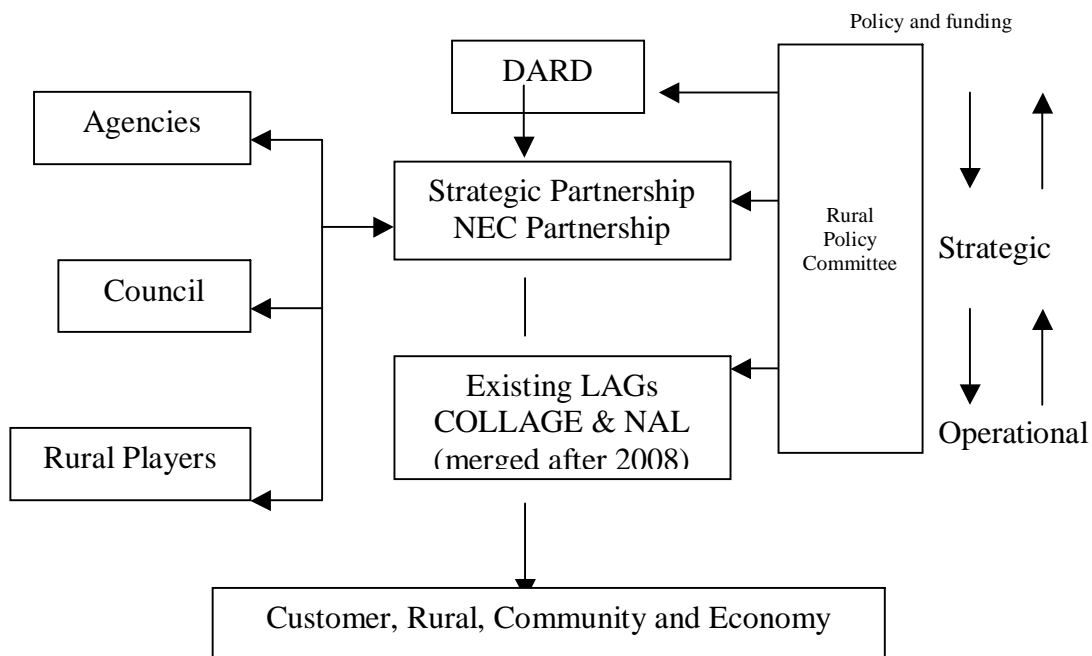 Policy and funding
DARD
Agencies
Strategic Partnership
NEC Partnership
Rural
Policy
Committee
Strategic
Council
Existing LAGs
COLLAGE & NAL
(merged after 2008)
Operational
Rural Players
Customer, Rural, Community and Economy